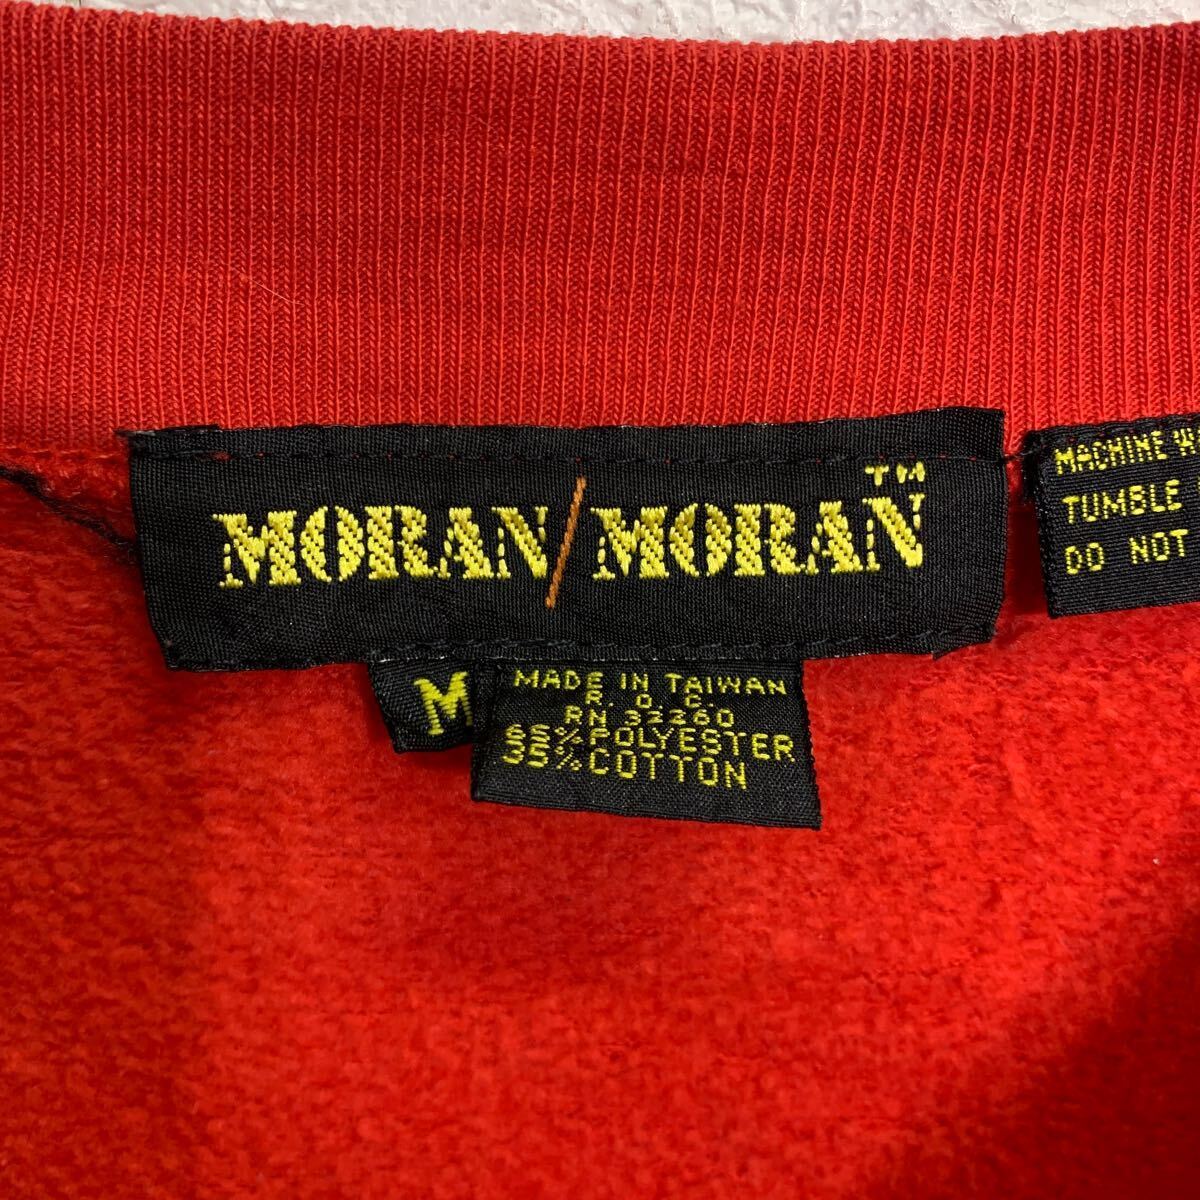 MORAN/MORAN™
M
MADE IN TAIWAN
R. O. C.
RN 32260
65% POLYESTER
35% COTTON
MACHINE
TUMBLE
DO NOT